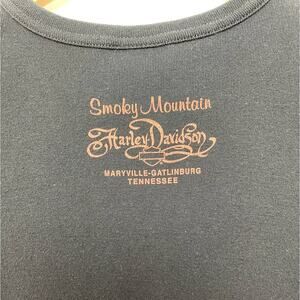 Smoky Mountain
Harley-Davidson
MARYVILLE-GATLINBURG
TENNESSEE